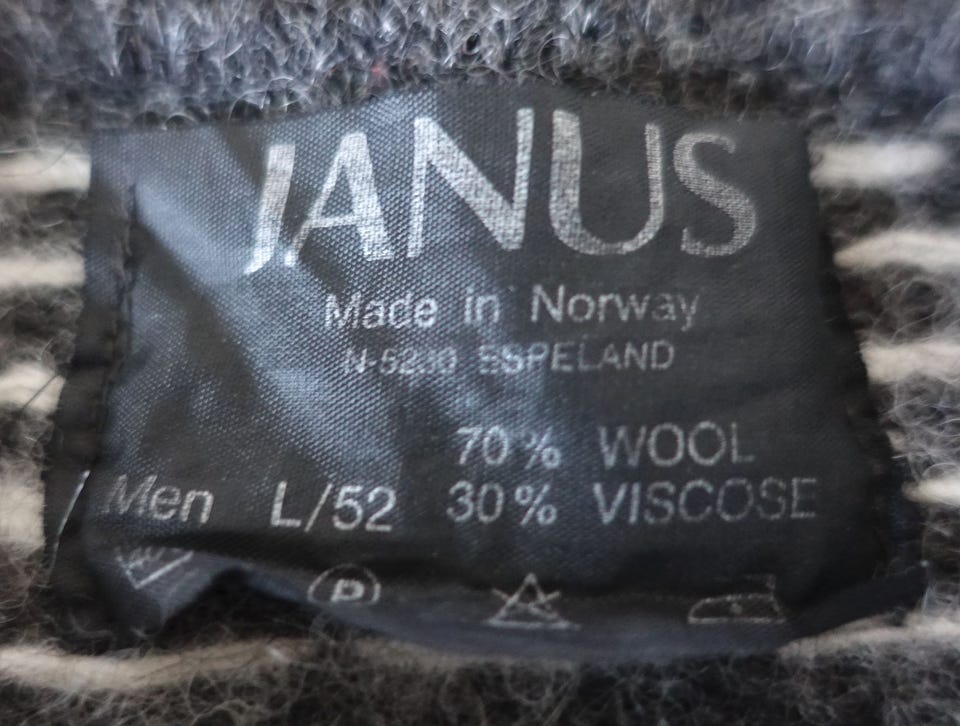 JANUS
Made in Norway
ESPELAND
70% WOOL
Men L/52 30% VISCOSE
P